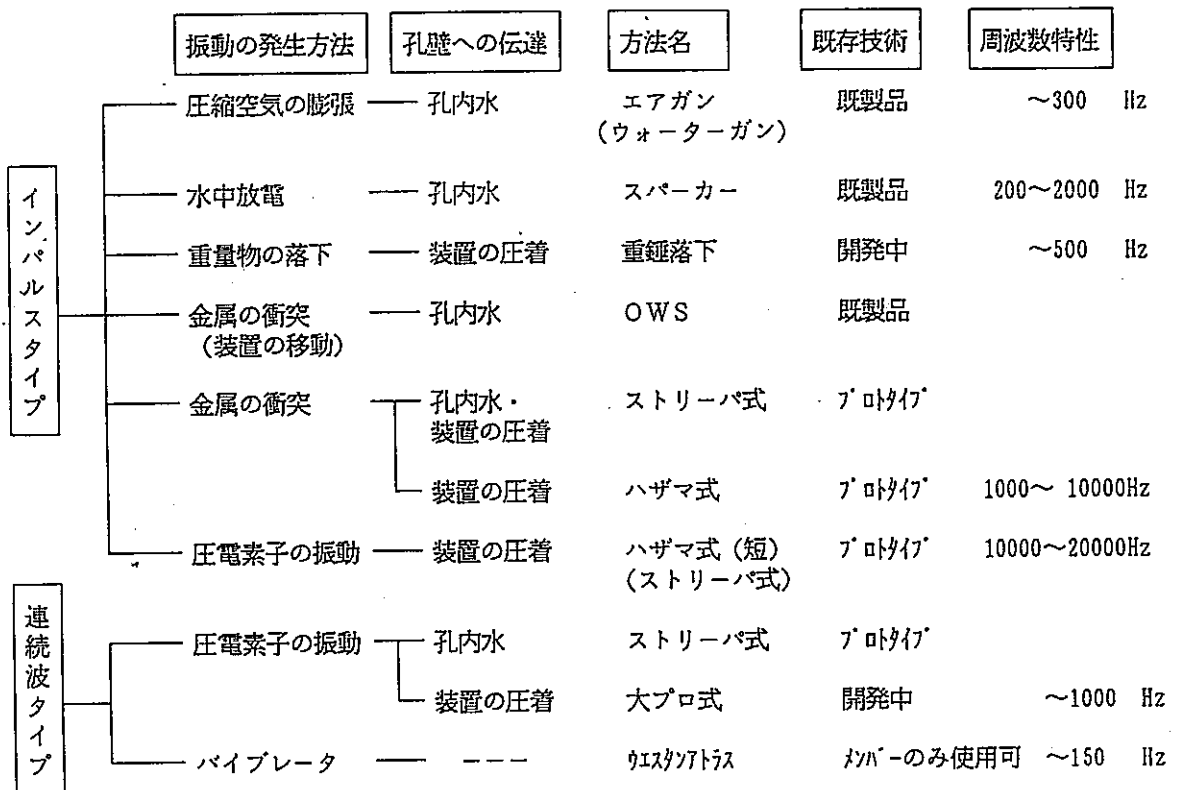 振動の発生方法 孔壁への伝達 方法名 既存技術 周波数特性
インパルスタイプ
圧縮空気の膨張 孔内水 エアガン 既製品 ～300 Hz
(ウォーターガン)
水中放電 孔内水 スパーカー 既製品 200～2000 Hz
重量物の落下 装置の圧着 重錘落下 開発中 ～500 Hz
金属の衝突 孔内水 OWS 既製品
(装置の移動)
金属の衝突 孔内水・ ストリーパ式 プロトタイプ
装置の圧着
装置の圧着 ハザマ式 プロトタイプ 1000～ 10000Hz
圧電素子の振動 装置の圧着 ハザマ式(短) プロトタイプ 10000～20000Hz
(ストリーパ式)
連続波タイプ
圧電素子の振動 孔内水 ストリーパ式 プロトタイプ
装置の圧着 大プロ式 開発中 ～1000 Hz
バイブレータ --- ウエスタンアトラス メンバーのみ使用可 ～150 Hz